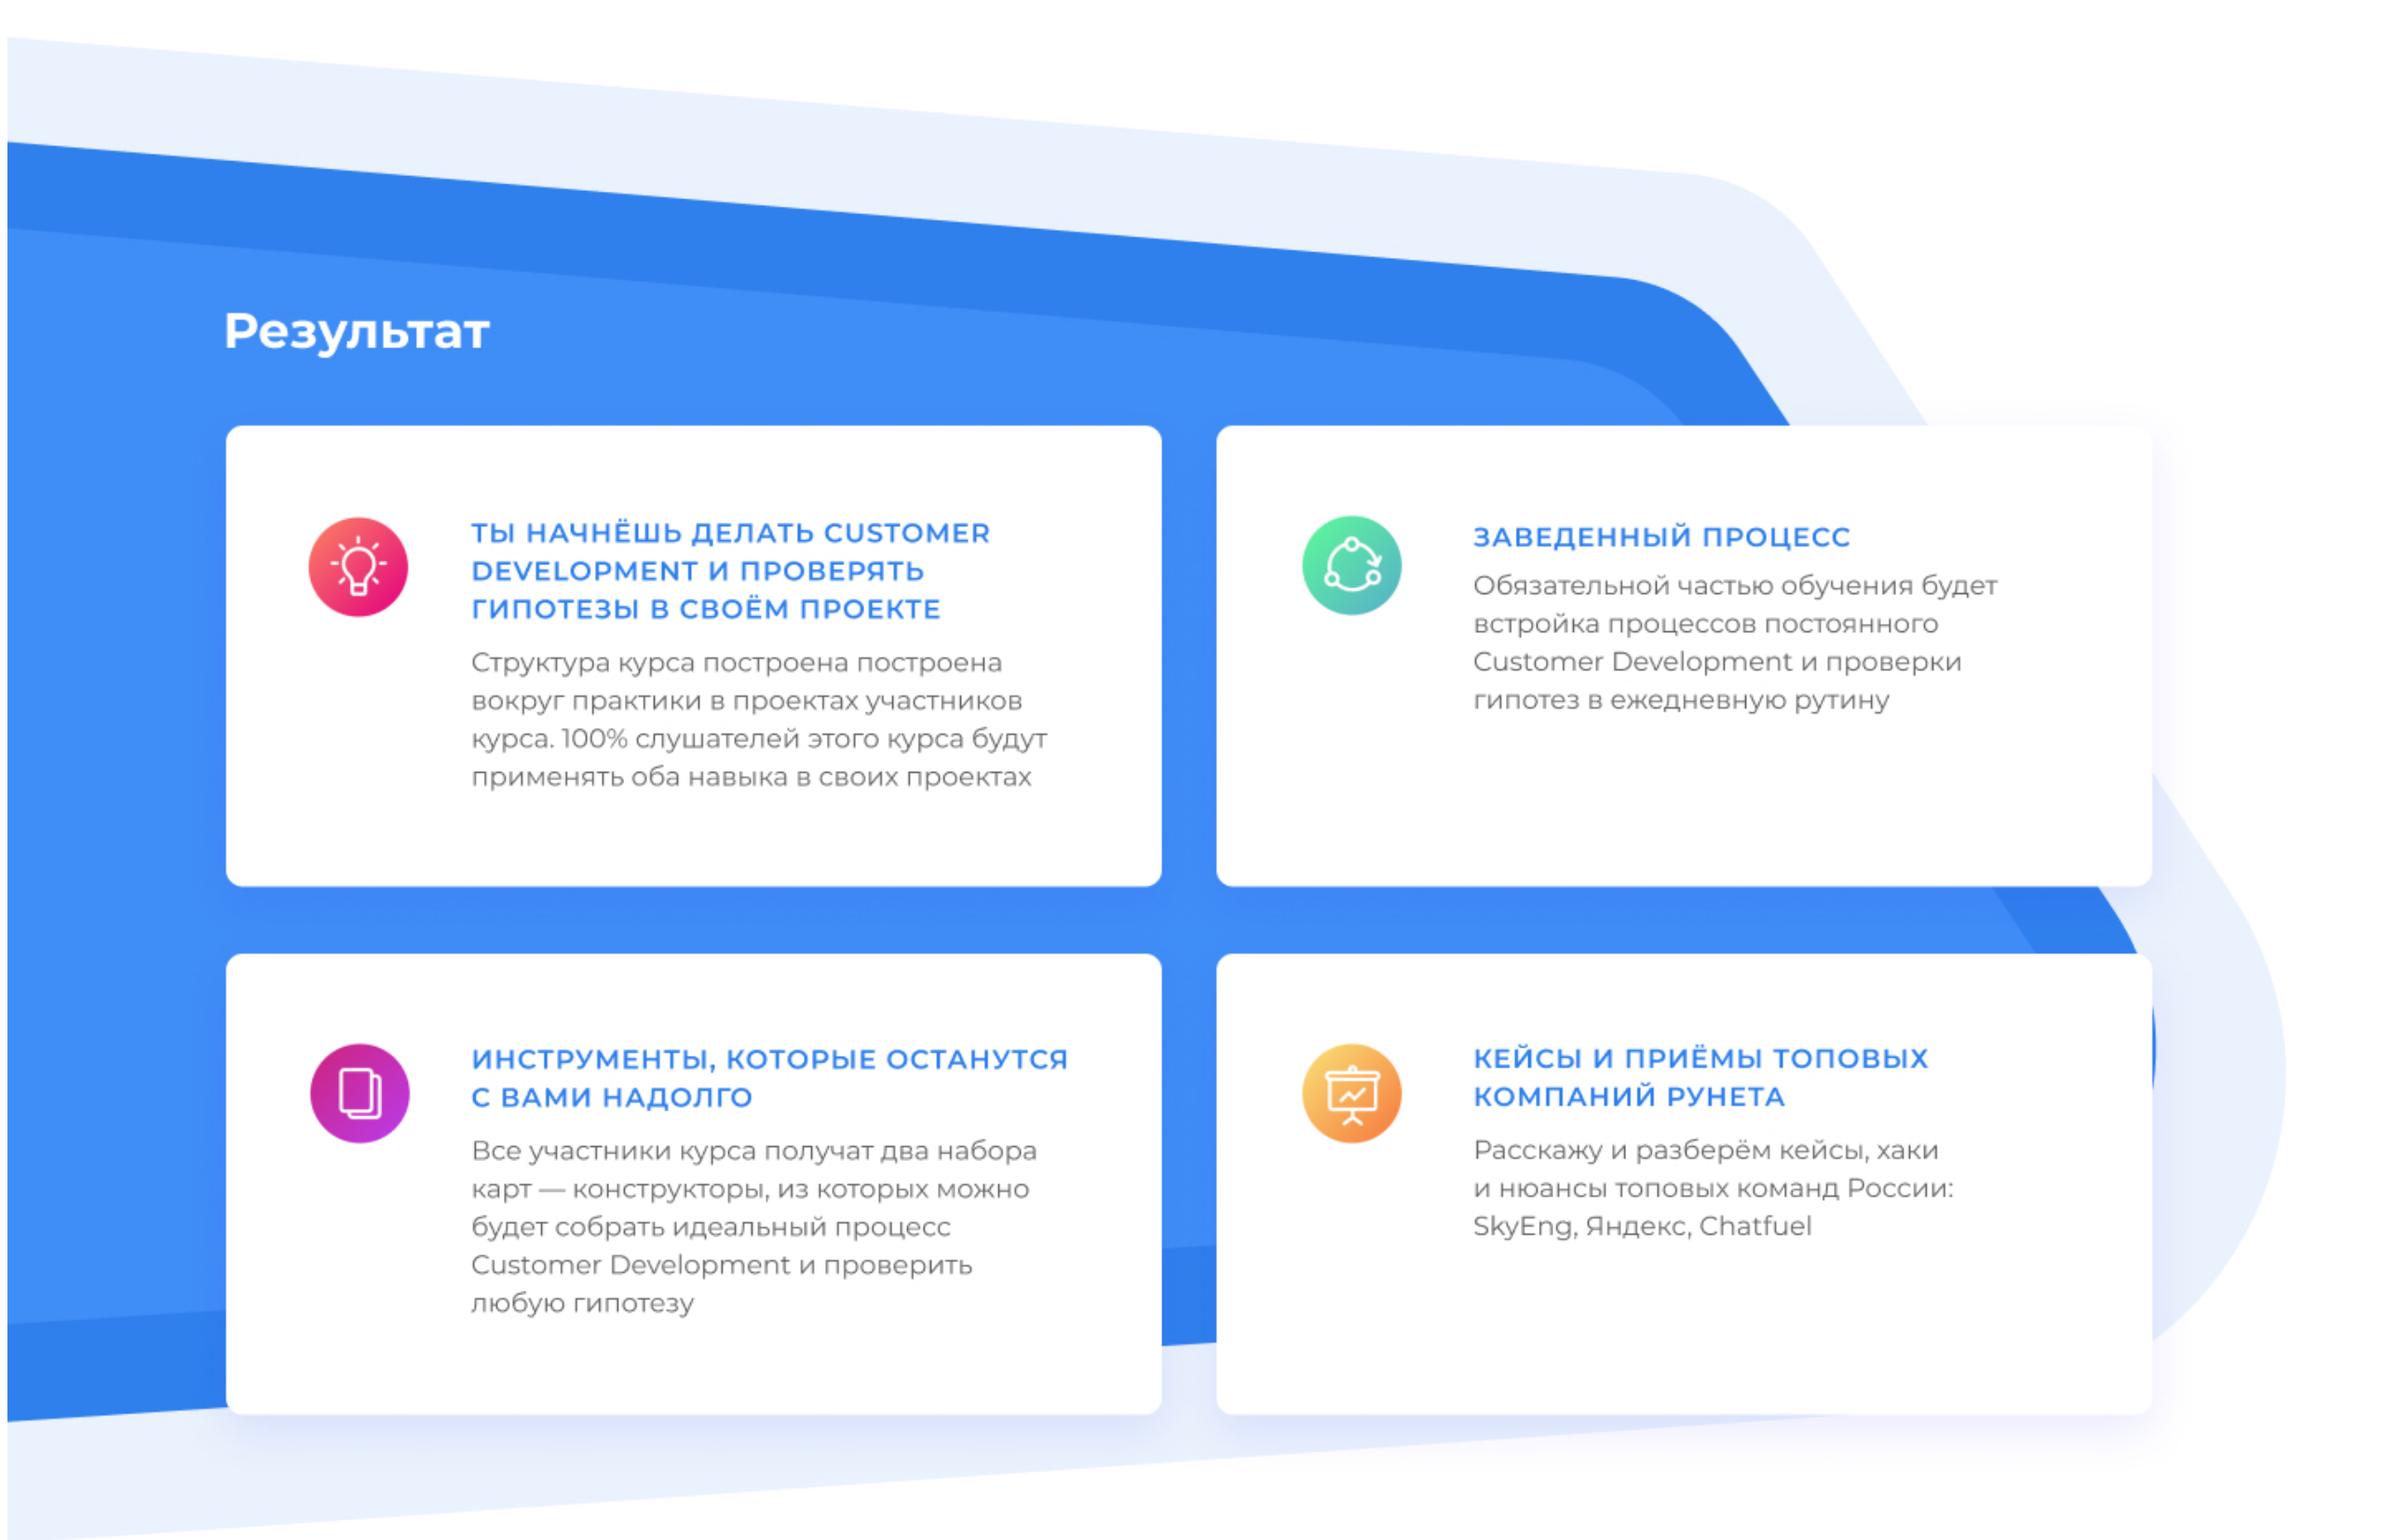 Результат
ТЫ НАЧНЁШЬ ДЕЛАТЬ CUSTOMER
DEVELOPMENT И ПРОВЕРЯТЬ
ГИПОТЕЗЫ В СВОЁМ ПРОЕКТЕ
Структура курса построена построена
вокруг практики в проектах участников
курса. 100% слушателей этого курса будут
применять оба навыка в своих проектах
ЗАВЕДЕННЫЙ ПРОЦЕСС
Обязательной частью обучения будет
встройка процессов постоянного
Customer Development и проверки
гипотез в ежедневную рутину
ИНСТРУМЕНТЫ, КОТОРЫЕ ОСТАНУТСЯ
С ВАМИ НАДОЛГО
Все участники курса получат два набора
карт — конструкторы, из которых можно
будет собрать идеальный процесс
Customer Development и проверить
любую гипотезу
КЕЙСЫ И ПРИЁМЫ ТОПОВЫХ
КОМПАНИЙ РУНЕТА
Расскажу и разберём кейсы, хаки
и нюансы топовых команд России:
SkyEng, Яндекс, Chatfuel